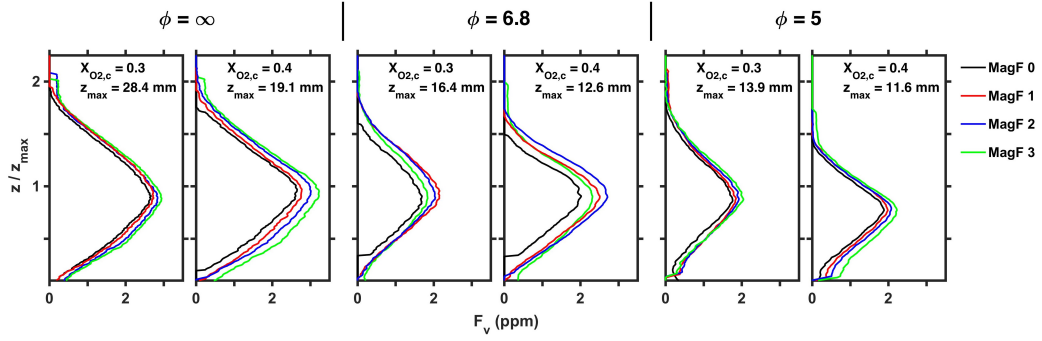 ϕ = ∞ ϕ = 6.8 ϕ = 5
X_O2,c = 0.3 X_O2,c = 0.4 X_O2,c = 0.3 X_O2,c = 0.4 X_O2,c = 0.3 X_O2,c = 0.4
z_max = 28.4 mm z_max = 19.1 mm z_max = 16.4 mm z_max = 12.6 mm z_max = 13.9 mm z_max = 11.6 mm
MagF 0
MagF 1
MagF 2
MagF 3
2
1
z / z_max
0 2 0 2 0 2 0 2 0 2 0 2
F_v (ppm)